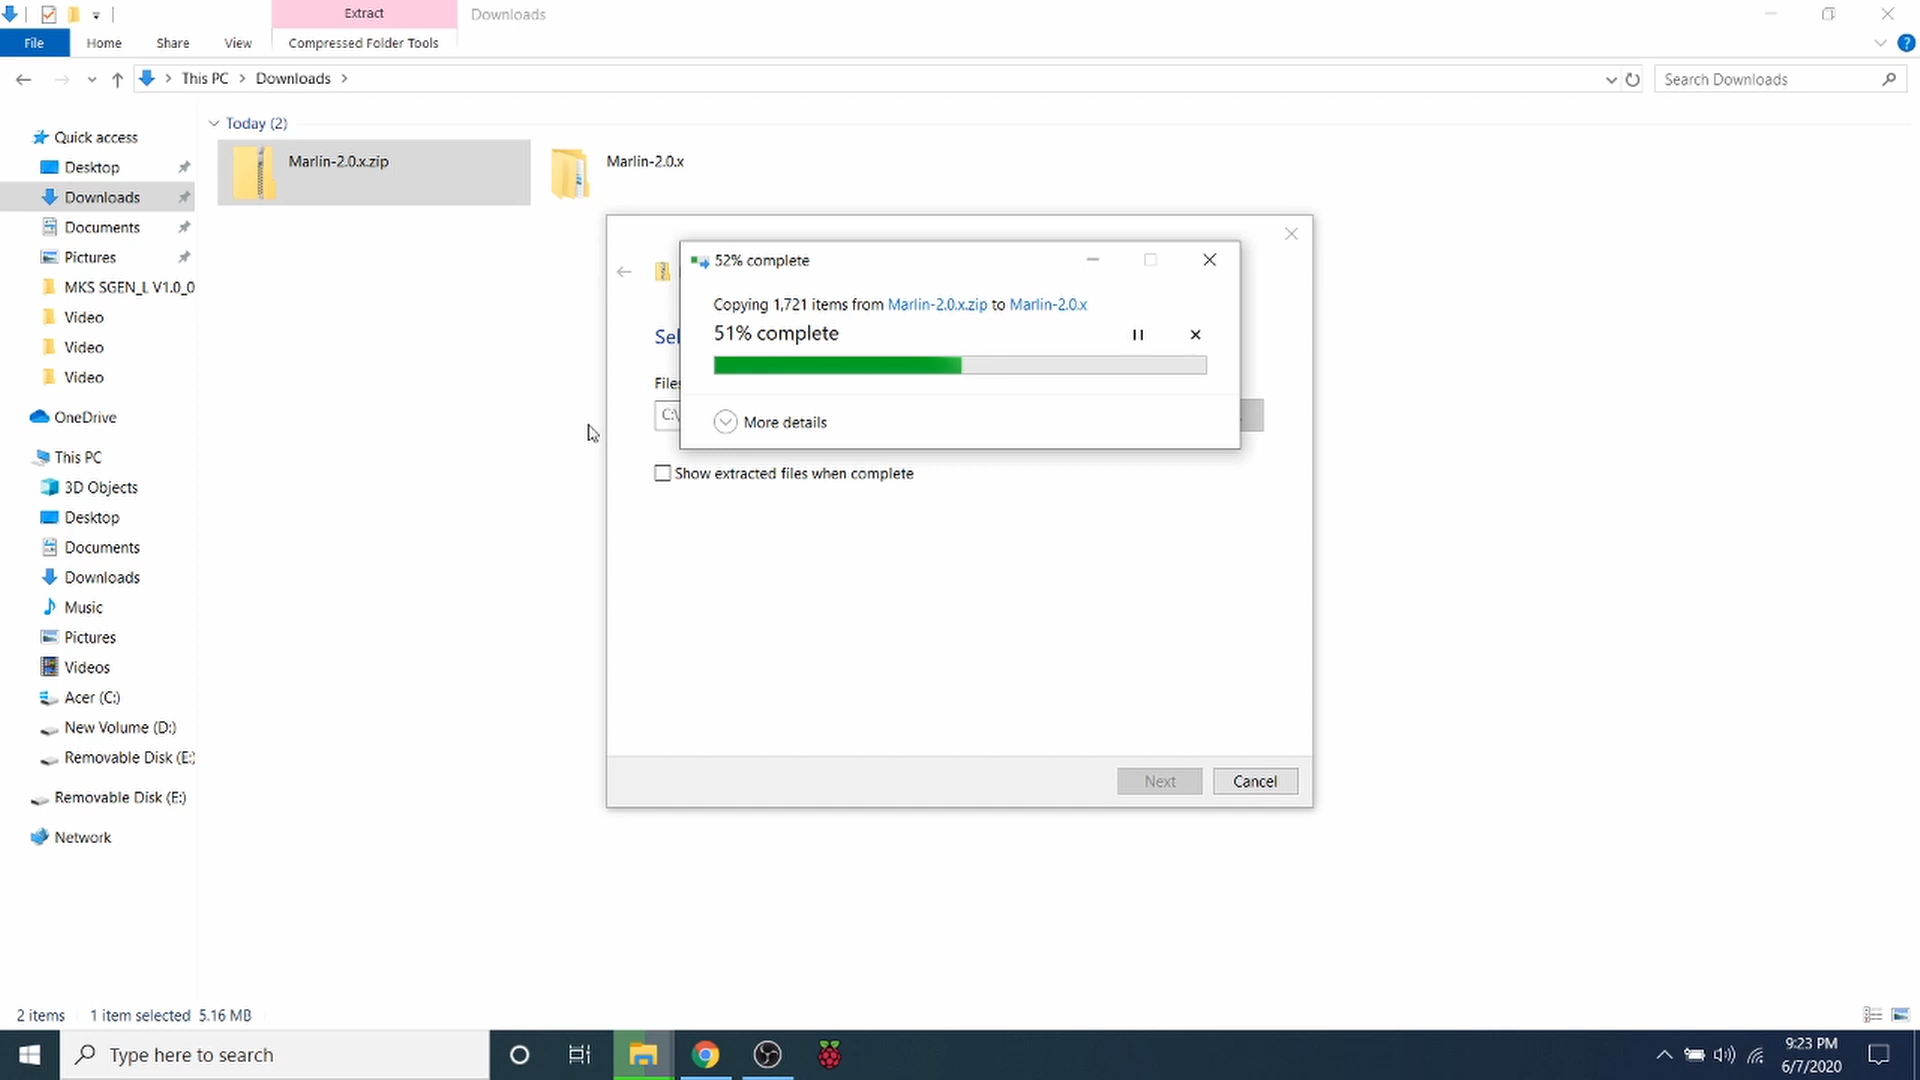 Extract
Downloads
File
Home
Share
View
Compressed Folder Tools
This PC
Downloads
Search Downloads
Today (2)
Marlin-2.0.x.zip
Marlin-2.0.x
Quick access
Desktop
Downloads
Documents
Pictures
MKS SGEN_L V1.0_0
Video
Video
Video
OneDrive
This PC
3D Objects
Desktop
Documents
Downloads
Music
Pictures
Videos
Acer (C:)
New Volume (D:)
Removable Disk (E:)
Removable Disk (E:)
Network
52% complete
Copying 1,721 items from Marlin-2.0.x.zip to Marlin-2.0.x
51% complete
More details
Sel
Files
C:\
Show extracted files when complete
Next
Cancel
2 items
1 item selected 5.16 MB
Type here to search
9:23 PM
6/7/2020